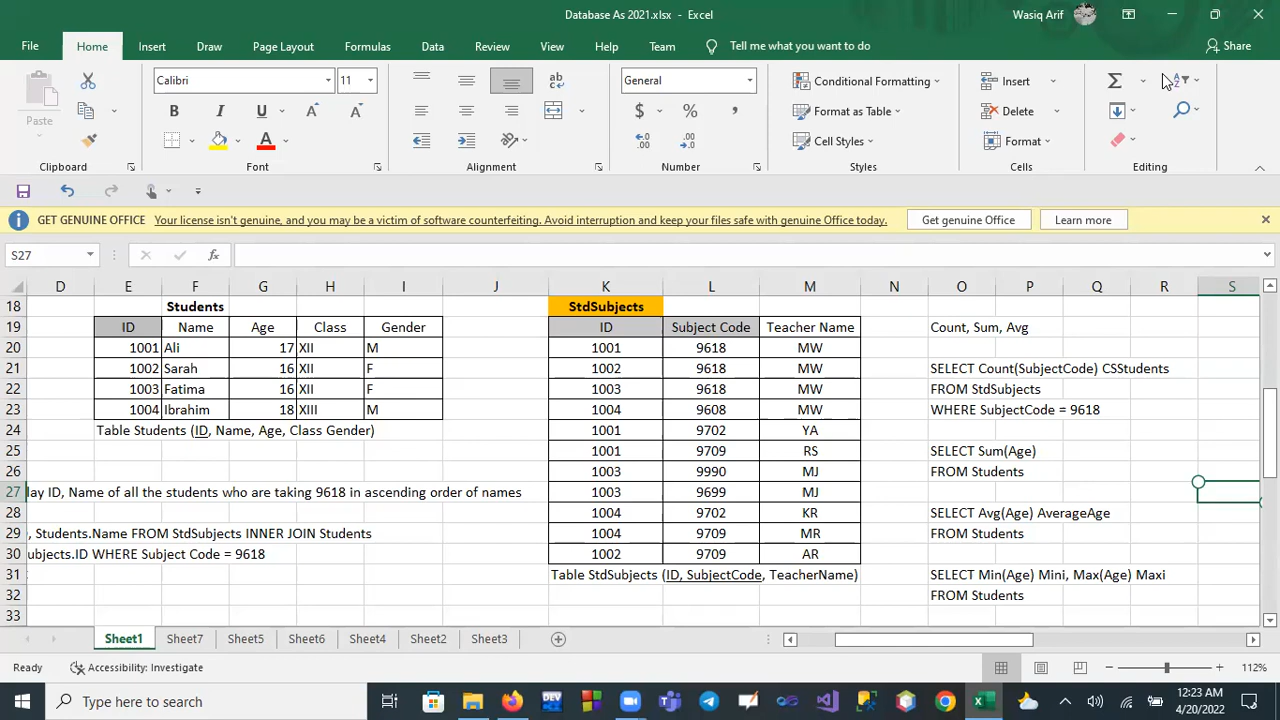 Database As 2021.xlsx - Excel
Wasiq Arif
File Home Insert Draw Page Layout Formulas Data Review View Help Team Tell me what you want to do Share
Paste
Clipboard
Calibri 11
B I U A A
A
Font
ab
Alignment
General
$ % ,
Number
Conditional Formatting
Format as Table
Cell Styles
Styles
Insert
Delete
Format
Cells
Σ
Editing
GET GENUINE OFFICE Your license isn't genuine, and you may be a victim of software counterfeiting. Avoid interruption and keep your files safe with genuine Office today. Get genuine Office Learn more
S27 fx
D E F G H I J K L M N O P Q R S
18 Students StdSubjects
19 ID Name Age Class Gender ID Subject Code Teacher Name Count, Sum, Avg
20 1001 Ali 17 XII M 1001 9618 MW
21 1002 Sarah 16 XII F 1002 9618 MW SELECT Count(SubjectCode) CSStudents
22 1003 Fatima 16 XII F 1003 9618 MW FROM StdSubjects
23 1004 Ibrahim 18 XIII M 1004 9608 MW WHERE SubjectCode = 9618
24 Table Students (ID, Name, Age, Class Gender) 1001 9702 YA
25 1001 9709 RS SELECT Sum(Age)
26 1003 9990 MJ FROM Students
27 lay ID, Name of all the students who are taking 9618 in ascending order of names 1003 9699 MJ
28 1004 9702 KR SELECT Avg(Age) AverageAge
29 , Students.Name FROM StdSubjects INNER JOIN Students 1004 9709 MR FROM Students
30 ubjects.ID WHERE Subject Code = 9618 1002 9709 AR
31 Table StdSubjects (ID, SubjectCode, TeacherName) SELECT Min(Age) Mini, Max(Age) Maxi
32 FROM Students
33
Sheet1 Sheet7 Sheet5 Sheet6 Sheet4 Sheet2 Sheet3
Ready Accessibility: Investigate 112%
Type here to search
12:23 AM
4/20/2022